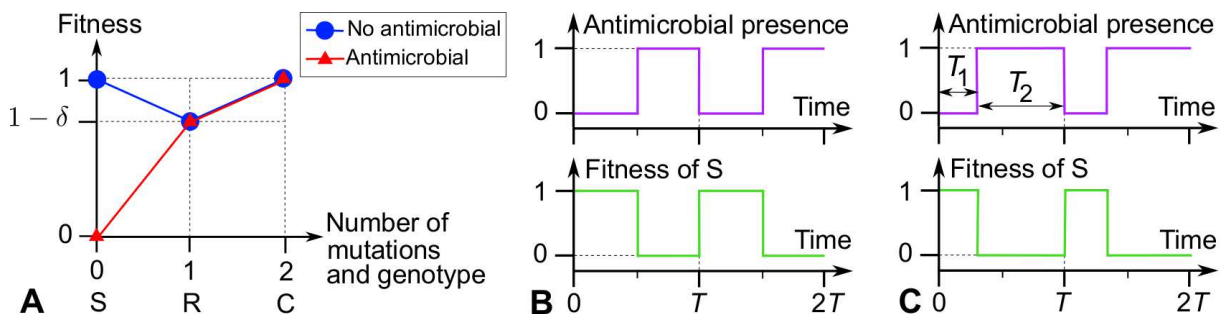 Fitness
No antimicrobial
Antimicrobial
1
1 − δ
0
0 1 2
S R C
Number of
mutations
and genotype
A
Antimicrobial presence
1
0
Time
Fitness of S
1
0
Time
0 T 2T
B
Antimicrobial presence
1
T1
T2
0
Time
Fitness of S
1
0
Time
0 T 2T
C